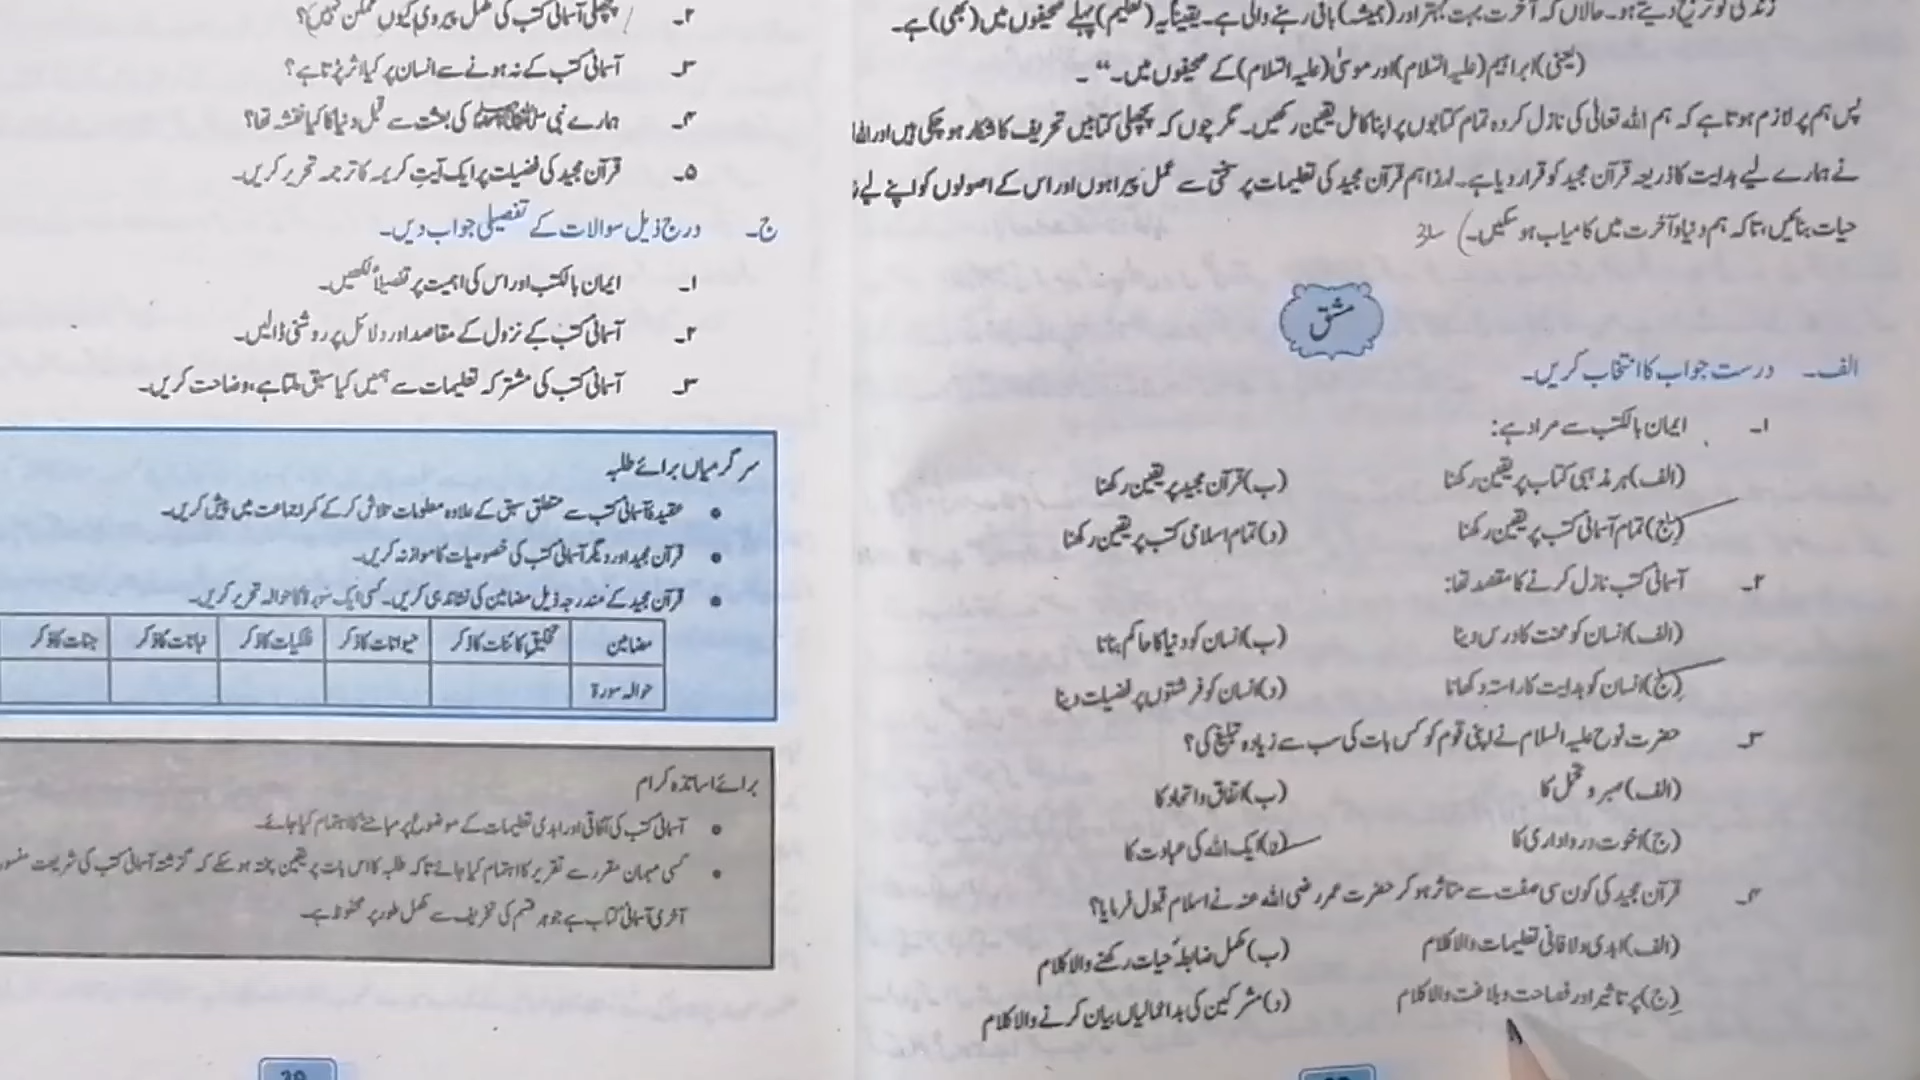 زندگی کو ترجیح دیتے ہو۔ حالاں کہ آخرت بہت بہتر اور (ہمیشہ) باقی رہنے والی ہے۔ یقیناً یہ (تعلیم) پہلے صحیفوں میں (بھی) ہے۔
(یعنی) ابراہیم (علیہ السّلام) اور موسیٰ (علیہ السّلام) کے صحیفوں میں۔“ ۔
پس ہم پر لازم ہوتا ہے کہ ہم اللہ تعالیٰ کی نازل کردہ تمام کتابوں پر اپنا کامل یقین رکھیں۔ مگر چوں کہ پچھلی کتابیں تحریف کا شکار ہو چکی ہیں اور اللہ
نے ہمارے لیے ہدایت کا ذریعہ قرآن مجید کو قرار دیا ہے۔ لہٰذا ہم قرآن مجید کی تعلیمات پر سختی سے عمل پیرا ہوں اور اس کے اصولوں کو اپنے لیے
حیات بنائیں، تاکہ ہم دنیا و آخرت میں کامیاب ہو سکیں۔
مشق
الف۔ درست جواب کا انتخاب کریں۔
۱۔ ایمان بالکتب سے مراد ہے:
(الف) ہر مذہبی کتاب پر یقین رکھنا (ب) قرآن مجید پر یقین رکھنا
(ج) تمام آسمانی کتب پر یقین رکھنا (د) تمام اسلامی کتب پر یقین رکھنا
۲۔ آسمانی کتب نازل کرنے کا مقصد تھا:
(الف) انسان کو محنت کا درس دینا (ب) انسان کو دنیا کا حاکم بنانا
(ج) انسان کو ہدایت کا راستہ دکھانا (د) انسان کو فرشتوں پر فضیلت دینا
۳۔ حضرت نوح علیہ السلام نے اپنی قوم کو کس بات کی سب سے زیادہ تبلیغ کی؟
(الف) صبر و تحمل کا (ب) اتفاق و اتحاد کا
(ج) اخوت و رواداری کا (د) ایک اللہ کی عبادت کا
۴۔ قرآن مجید کی کون سی صفت سے متاثر ہو کر حضرت عمر رضی اللہ عنہ نے اسلام قبول فرمایا؟
(الف) ابدی ولافانی تعلیمات والا کلام (ب) مکمل ضابطۂ حیات رکھنے والا کلام
(ج) پرتاثیر اور فصاحت و بلاغت والا کلام (د) مشرکین کی بداعمالیاں بیان کرنے والا کلام
۲۔ پچھلی آسمانی کتب کی مکمل پیروی کیوں ممکن نہیں؟
۳۔ آسمانی کتب کے نہ ہونے سے انسان پر کیا اثر پڑتا ہے؟
۴۔ ہمارے نبی ﷺ کی بعثت سے قبل دنیا کا کیا نقشہ تھا؟
۵۔ قرآن مجید کی فضیلت پر ایک آیتِ کریمہ کا ترجمہ تحریر کریں۔
ج۔ درج ذیل سوالات کے تفصیلی جواب دیں۔
۱۔ ایمان بالکتب اور اس کی اہمیت پر تفصیلاً لکھیں۔
۲۔ آسمانی کتب کے نزول کے مقاصد اور دلائل پر روشنی ڈالیں۔
۳۔ آسمانی کتب کی مشترکہ تعلیمات سے ہمیں کیا سبق ملتا ہے، وضاحت کریں۔
سرگرمیاں برائے طلبہ
• عقیدۂ آسمانی کتب سے متعلق سبق کے علاوہ معلومات تلاش کر کے کمرا جماعت میں پیش کریں۔
• قرآن مجید اور دیگر آسمانی کتب کی خصوصیات کا موازنہ کریں۔
• قرآن مجید کے مندرجہ ذیل مضامین کی نشاندہی کریں۔ کسی ایک سورۃ کا حوالہ تحریر کریں۔
مضامین تخلیقِ کائنات کا ذکر حیوانات کا ذکر فلکیات کا ذکر نباتات کا ذکر جنات کا ذکر
حوالہ سورۃ
برائے اساتذہ کرام
• آسمانی کتب کی آفاقی اور ابدی تعلیمات کے موضوع پر مباحثے کا اہتمام کیا جائے۔
• کسی مہمان مقرر سے تقریر کا اہتمام کیا جائے تاکہ طلبہ کا اس بات پر یقین پختہ ہو سکے کہ گزشتہ آسمانی کتب کی شریعت
آخری آسمانی کتاب ہے جو ہر قسم کی تحریف سے مکمل طور پر محفوظ ہے۔